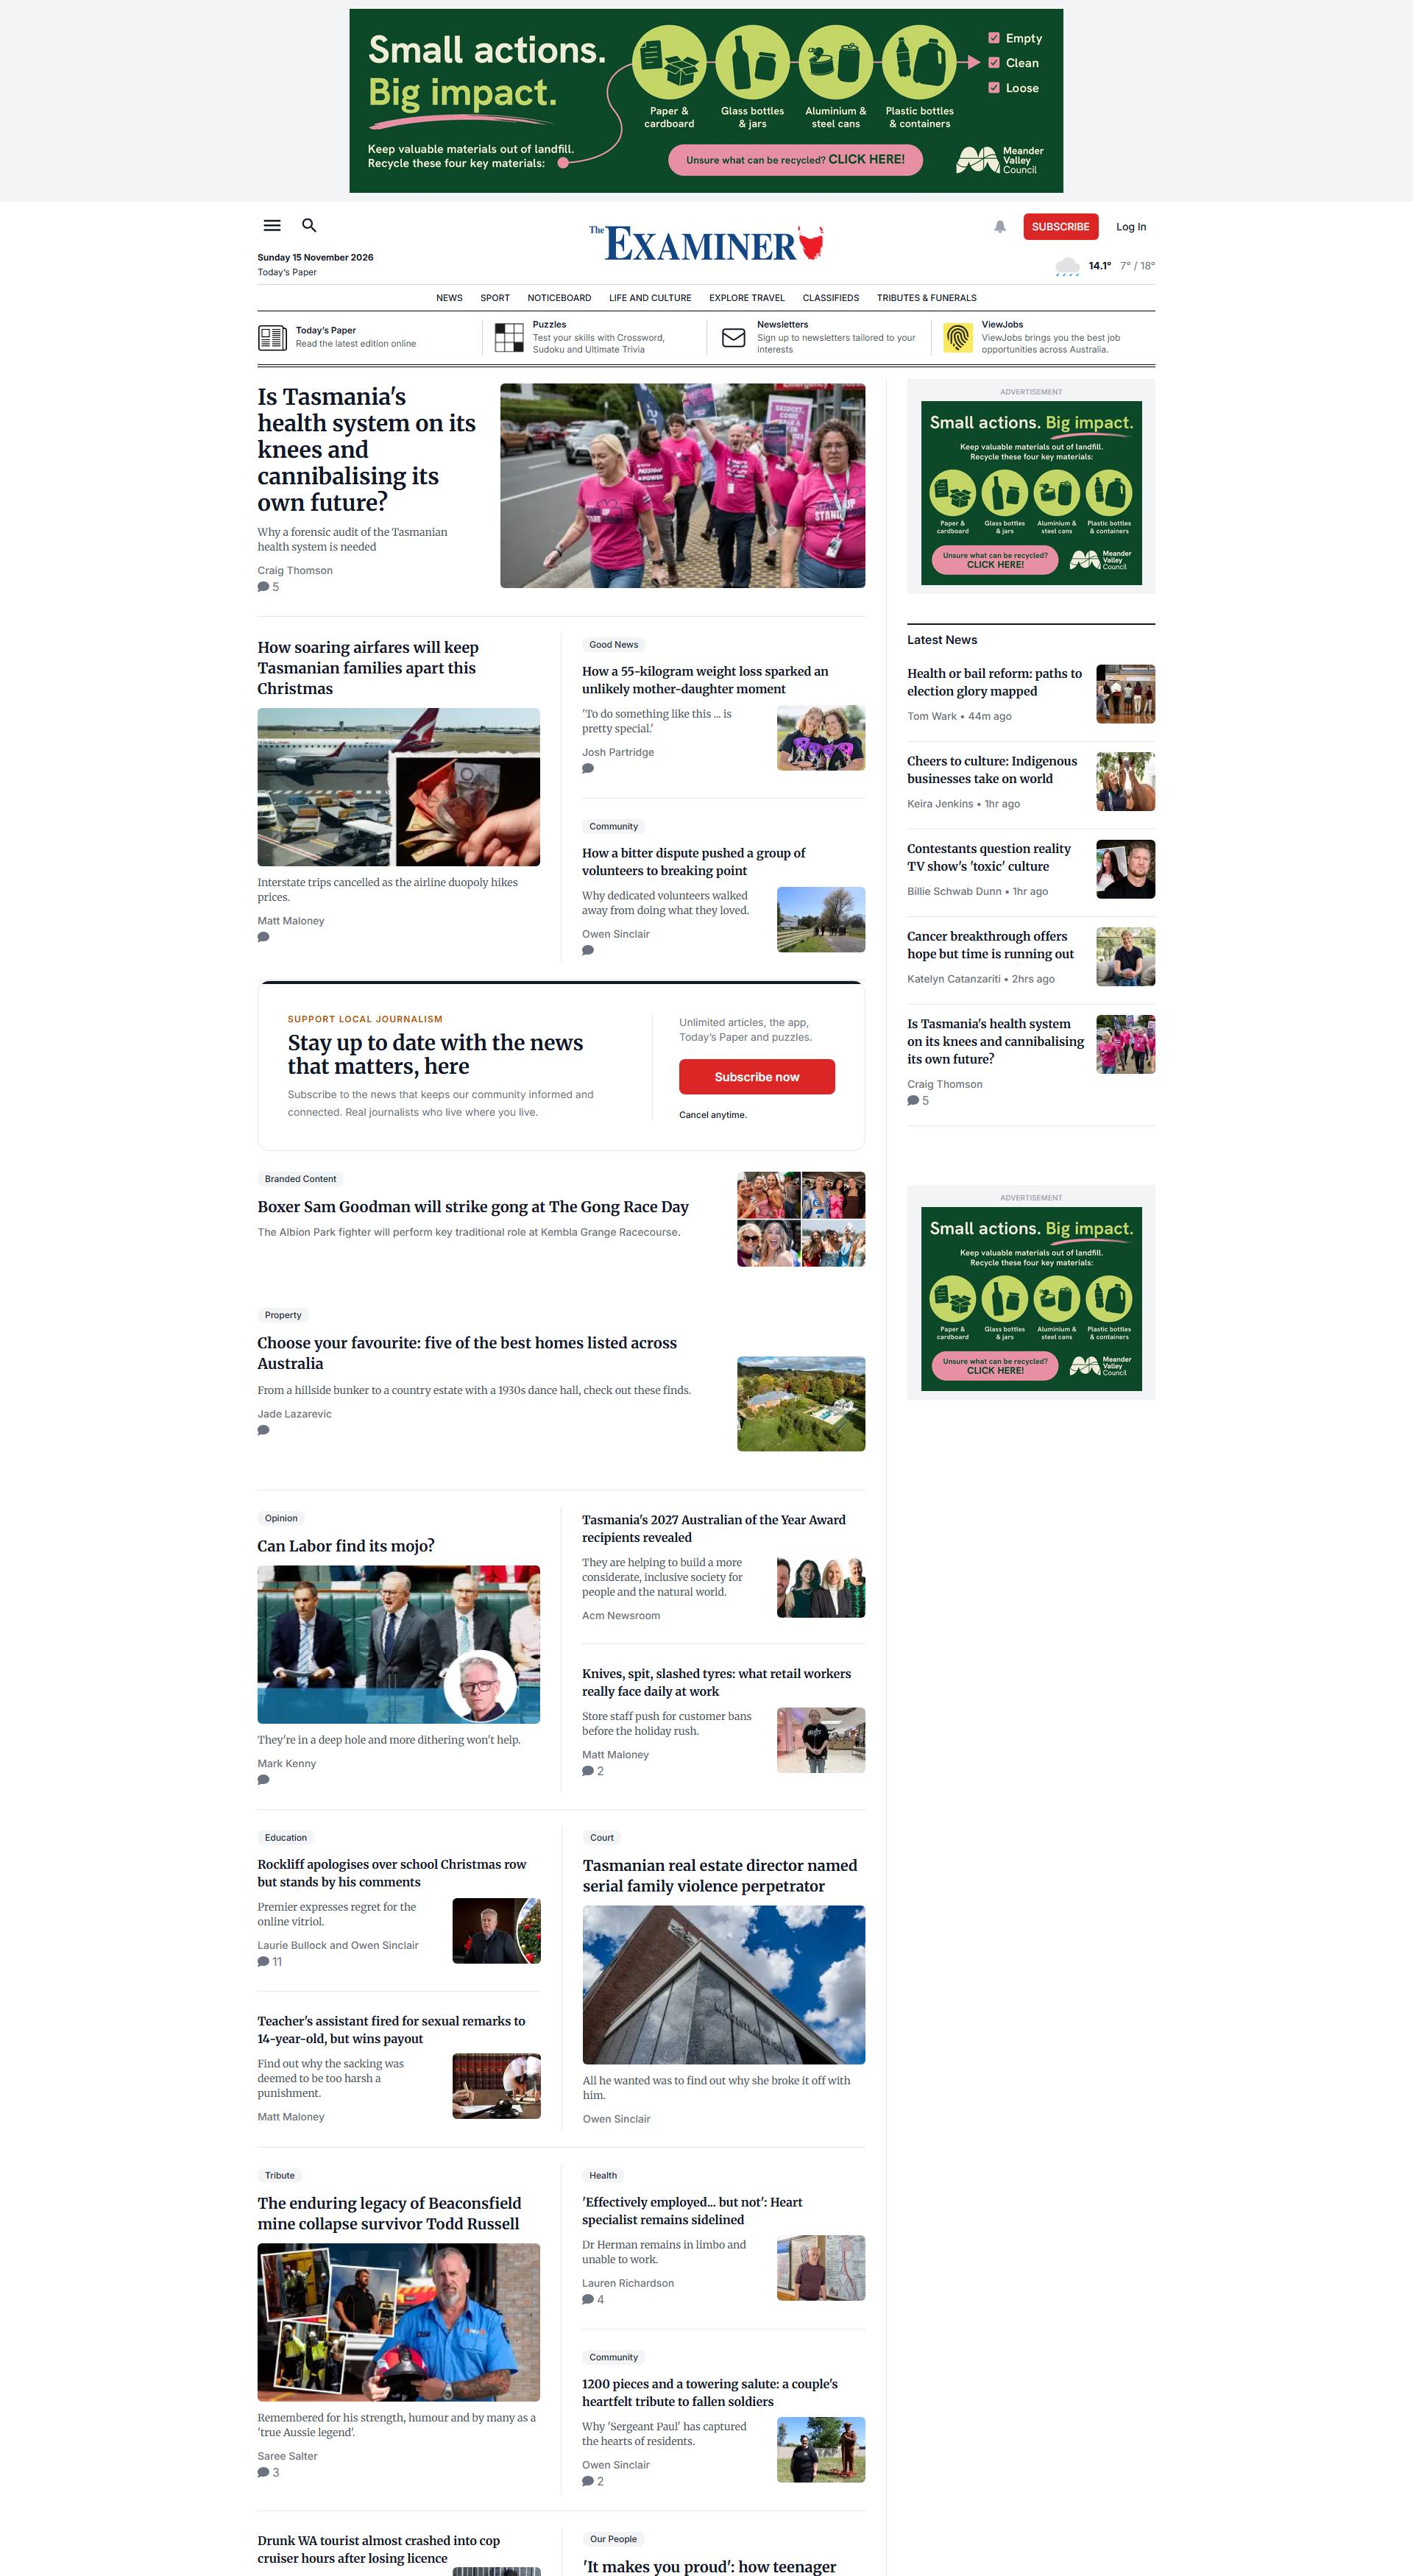 Small actions.
Big impact.
Keep valuable materials out of landfill.
Recycle these four key materials:
Paper &
cardboard
Glass bottles
& jars
Aluminium &
steel cans
Plastic bottles
& containers
Empty
Clean
Loose
Unsure what can be recycled? CLICK HERE!
Meander
Valley
Council
The EXAMINER
SUBSCRIBE
Log In
Sunday 15 November 2026
Today's Paper
14.1° 7° / 18°
NEWS SPORT NOTICEBOARD LIFE AND CULTURE EXPLORE TRAVEL CLASSIFIEDS TRIBUTES & FUNERALS
Today's Paper
Read the latest edition online
Puzzles
Test your skills with Crossword,
Sudoku and Ultimate Trivia
Newsletters
Sign up to newsletters tailored to your
interests
ViewJobs
ViewJobs brings you the best job
opportunities across Australia.
Is Tasmania's
health system on its
knees and
cannibalising its
own future?
Why a forensic audit of the Tasmanian
health system is needed
Craig Thomson
5
How soaring airfares will keep
Tasmanian families apart this
Christmas
Interstate trips cancelled as the airline duopoly hikes
prices.
Matt Maloney
Good News
How a 55-kilogram weight loss sparked an
unlikely mother-daughter moment
'To do something like this ... is
pretty special.'
Josh Partridge
Community
How a bitter dispute pushed a group of
volunteers to breaking point
Why dedicated volunteers walked
away from doing what they loved.
Owen Sinclair
SUPPORT LOCAL JOURNALISM
Stay up to date with the news
that matters, here
Subscribe to the news that keeps our community informed and
connected. Real journalists who live where you live.
Unlimited articles, the app,
Today's Paper and puzzles.
Subscribe now
Cancel anytime.
Branded Content
Boxer Sam Goodman will strike gong at The Gong Race Day
The Albion Park fighter will perform key traditional role at Kembla Grange Racecourse.
Property
Choose your favourite: five of the best homes listed across
Australia
From a hillside bunker to a country estate with a 1930s dance hall, check out these finds.
Jade Lazarevic
Opinion
Can Labor find its mojo?
They're in a deep hole and more dithering won't help.
Mark Kenny
Tasmania's 2027 Australian of the Year Award
recipients revealed
They are helping to build a more
considerate, inclusive society for
people and the natural world.
Acm Newsroom
Knives, spit, slashed tyres: what retail workers
really face daily at work
Store staff push for customer bans
before the holiday rush.
Matt Maloney
2
Education
Rockliff apologises over school Christmas row
but stands by his comments
Premier expresses regret for the
online vitriol.
Laurie Bullock and Owen Sinclair
11
Teacher's assistant fired for sexual remarks to
14-year-old, but wins payout
Find out why the sacking was
deemed to be too harsh a
punishment.
Matt Maloney
Court
Tasmanian real estate director named
serial family violence perpetrator
All he wanted was to find out why she broke it off with
him.
Owen Sinclair
Tribute
The enduring legacy of Beaconsfield
mine collapse survivor Todd Russell
Remembered for his strength, humour and by many as a
'true Aussie legend'.
Saree Salter
3
Health
'Effectively employed... but not': Heart
specialist remains sidelined
Dr Herman remains in limbo and
unable to work.
Lauren Richardson
4
Community
1200 pieces and a towering salute: a couple's
heartfelt tribute to fallen soldiers
Why 'Sergeant Paul' has captured
the hearts of residents.
Owen Sinclair
2
Drunk WA tourist almost crashed into cop
cruiser hours after losing licence
Our People
'It makes you proud': how teenager
ADVERTISEMENT
Small actions. Big impact.
Keep valuable materials out of landfill.
Recycle these four key materials:
Paper &
cardboard
Glass bottles
& jars
Aluminium &
steel cans
Plastic bottles
& containers
Unsure what can be recycled?
CLICK HERE!
Meander
Valley
Council
Latest News
Health or bail reform: paths to
election glory mapped
Tom Wark • 44m ago
Cheers to culture: Indigenous
businesses take on world
Keira Jenkins • 1hr ago
Contestants question reality
TV show's 'toxic' culture
Billie Schwab Dunn • 1hr ago
Cancer breakthrough offers
hope but time is running out
Katelyn Catanzariti • 2hrs ago
Is Tasmania's health system
on its knees and cannibalising
its own future?
Craig Thomson
5
ADVERTISEMENT
Small actions. Big impact.
Keep valuable materials out of landfill.
Recycle these four key materials:
Paper &
cardboard
Glass bottles
& jars
Aluminium &
steel cans
Plastic bottles
& containers
Unsure what can be recycled?
CLICK HERE!
Meander
Valley
Council